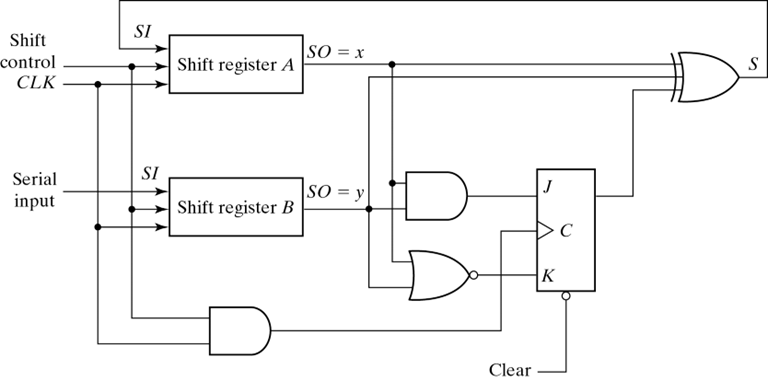 SI
Shift
control
CLK
Shift register A
SO = x
S
Serial
input
SI
Shift register B
SO = y
J
C
K
Clear